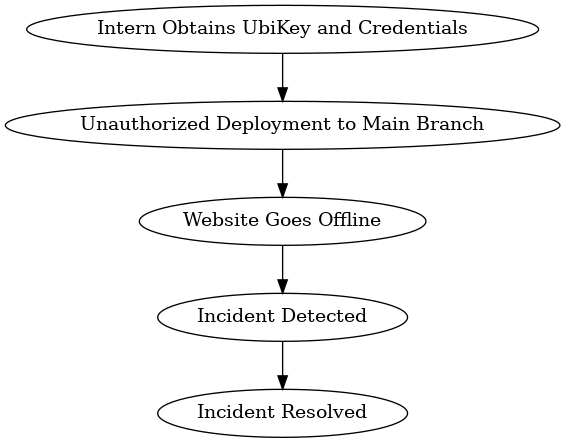 Intern Obtains UbiKey and Credentials
Unauthorized Deployment to Main Branch
Website Goes Offline
Incident Detected
Incident Resolved